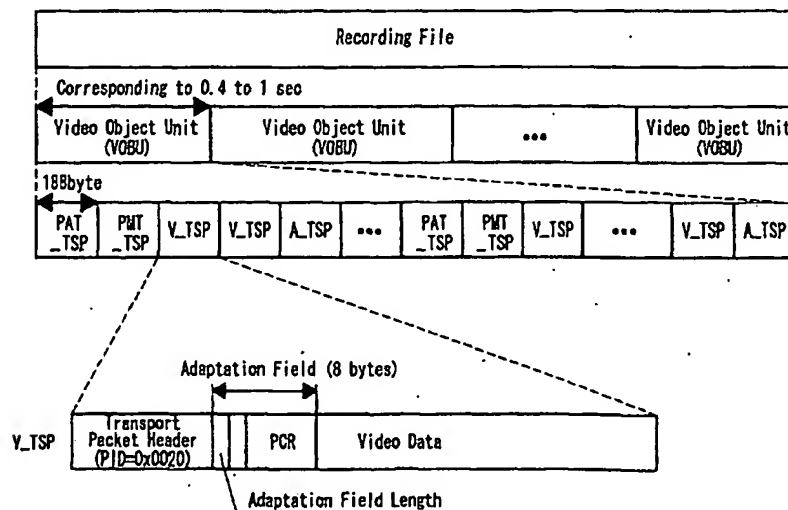 Recording File
Corresponding to 0.4 to 1 sec
Video Object Unit
(VOBU)
Video Object Unit
(VOBU)
•••
Video Object Unit
(VOBU)
188byte
PAT
_TSP
PMT
_TSP
V_TSP
V_TSP
A_TSP
•••
PAT
_TSP
PMT
_TSP
V_TSP
•••
V_TSP
A_TSP
Adaptation Field (8 bytes)
V_TSP
Transport
Packet Header
(PID=0x0020)
PCR
Video Data
Adaptation Field Length